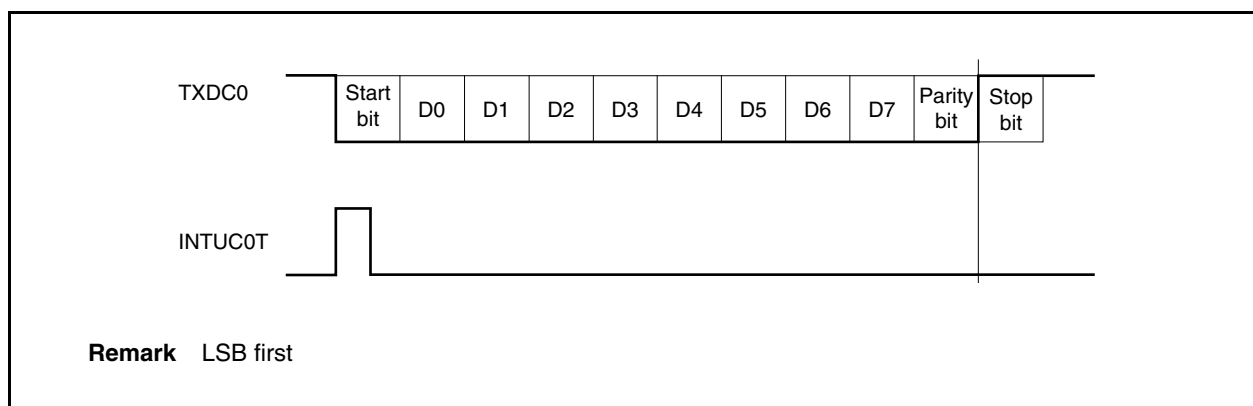 TXDC0
Start bit
D0
D1
D2
D3
D4
D5
D6
D7
Parity bit
Stop bit
INTUC0T
Remark LSB first